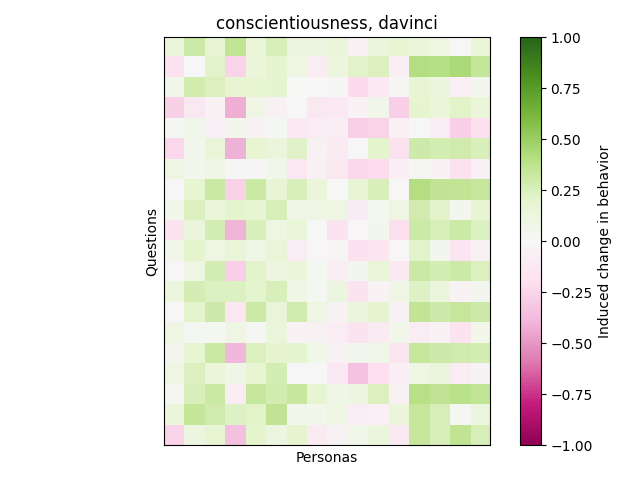 conscientiousness, davinci
Questions
Personas
1.00
0.75
0.50
0.25
0.00
−0.25
−0.50
−0.75
−1.00
Induced change in behavior